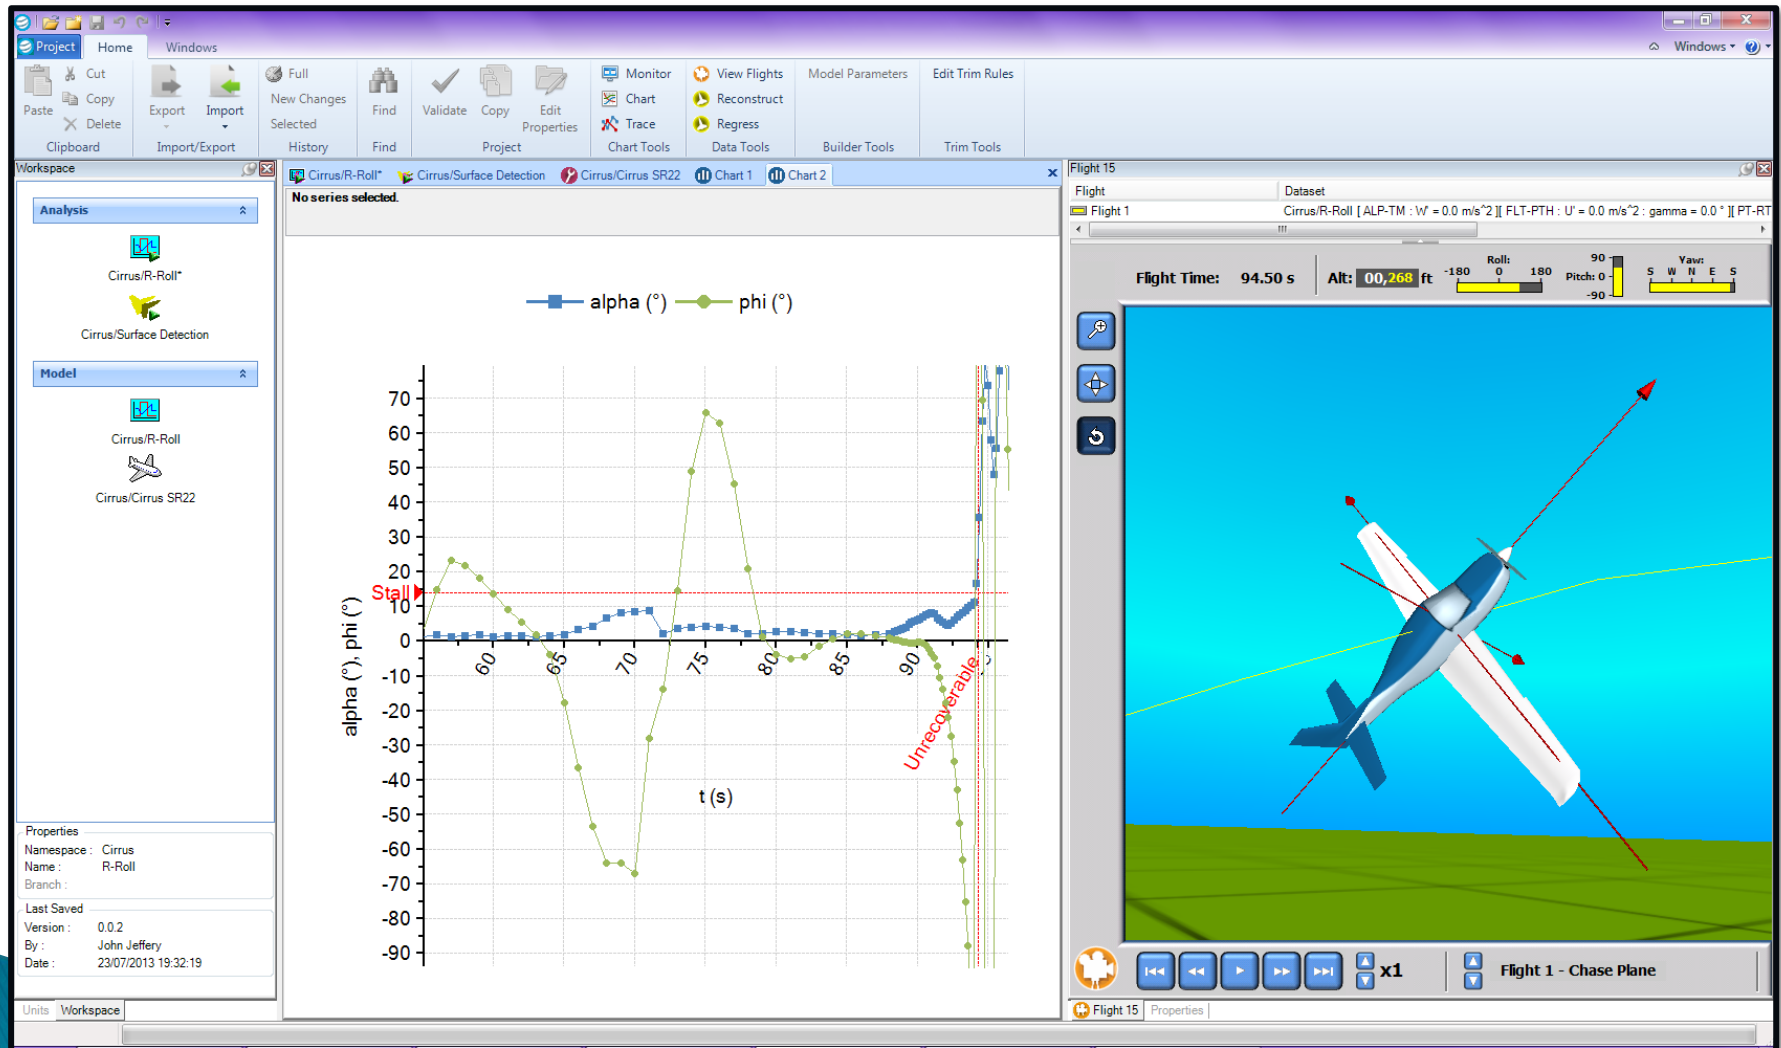 Project Home Windows
Windows
Paste
Cut
Copy
Delete
Clipboard
Export
Import
Import/Export
Full
New Changes
Selected
History
Find
Find
Validate
Copy
Edit
Properties
Project
Monitor
Chart
Trace
Chart Tools
View Flights
Reconstruct
Regress
Data Tools
Model Parameters
Builder Tools
Edit Trim Rules
Trim Tools
Workspace
Analysis
Cirrus/R-Roll*
Cirrus/Surface Detection
Model
Cirrus/R-Roll
Cirrus/Cirrus SR22
Properties
Namespace : Cirrus
Name : R-Roll
Branch :
Last Saved
Version : 0.0.2
By : John Jeffery
Date : 23/07/2013 19:32:19
Units Workspace
Cirrus/R-Roll* Cirrus/Surface Detection Cirrus/Cirrus SR22 Chart 1 Chart 2
No series selected.
alpha (°) phi (°)
70
60
50
40
30
20
Stall
10
0
-10
-20
-30
-40
-50
-60
-70
-80
-90
alpha (°), phi (°)
60 65 70 75 80 85 90
Unrecoverable
t (s)
Flight 15
Flight Dataset
Flight 1 Cirrus/R-Roll [ ALP-TM : W' = 0.0 m/s^2 ][ FLT-PTH : U' = 0.0 m/s^2 : gamma = 0.0 ° ][ PT-RT
Flight Time: 94.50 s
Alt: 00,268 ft
Roll:
-180 0 180
Pitch:
90
0
-90
Yaw:
S W N E S
x1
Flight 1 - Chase Plane
Flight 15 Properties